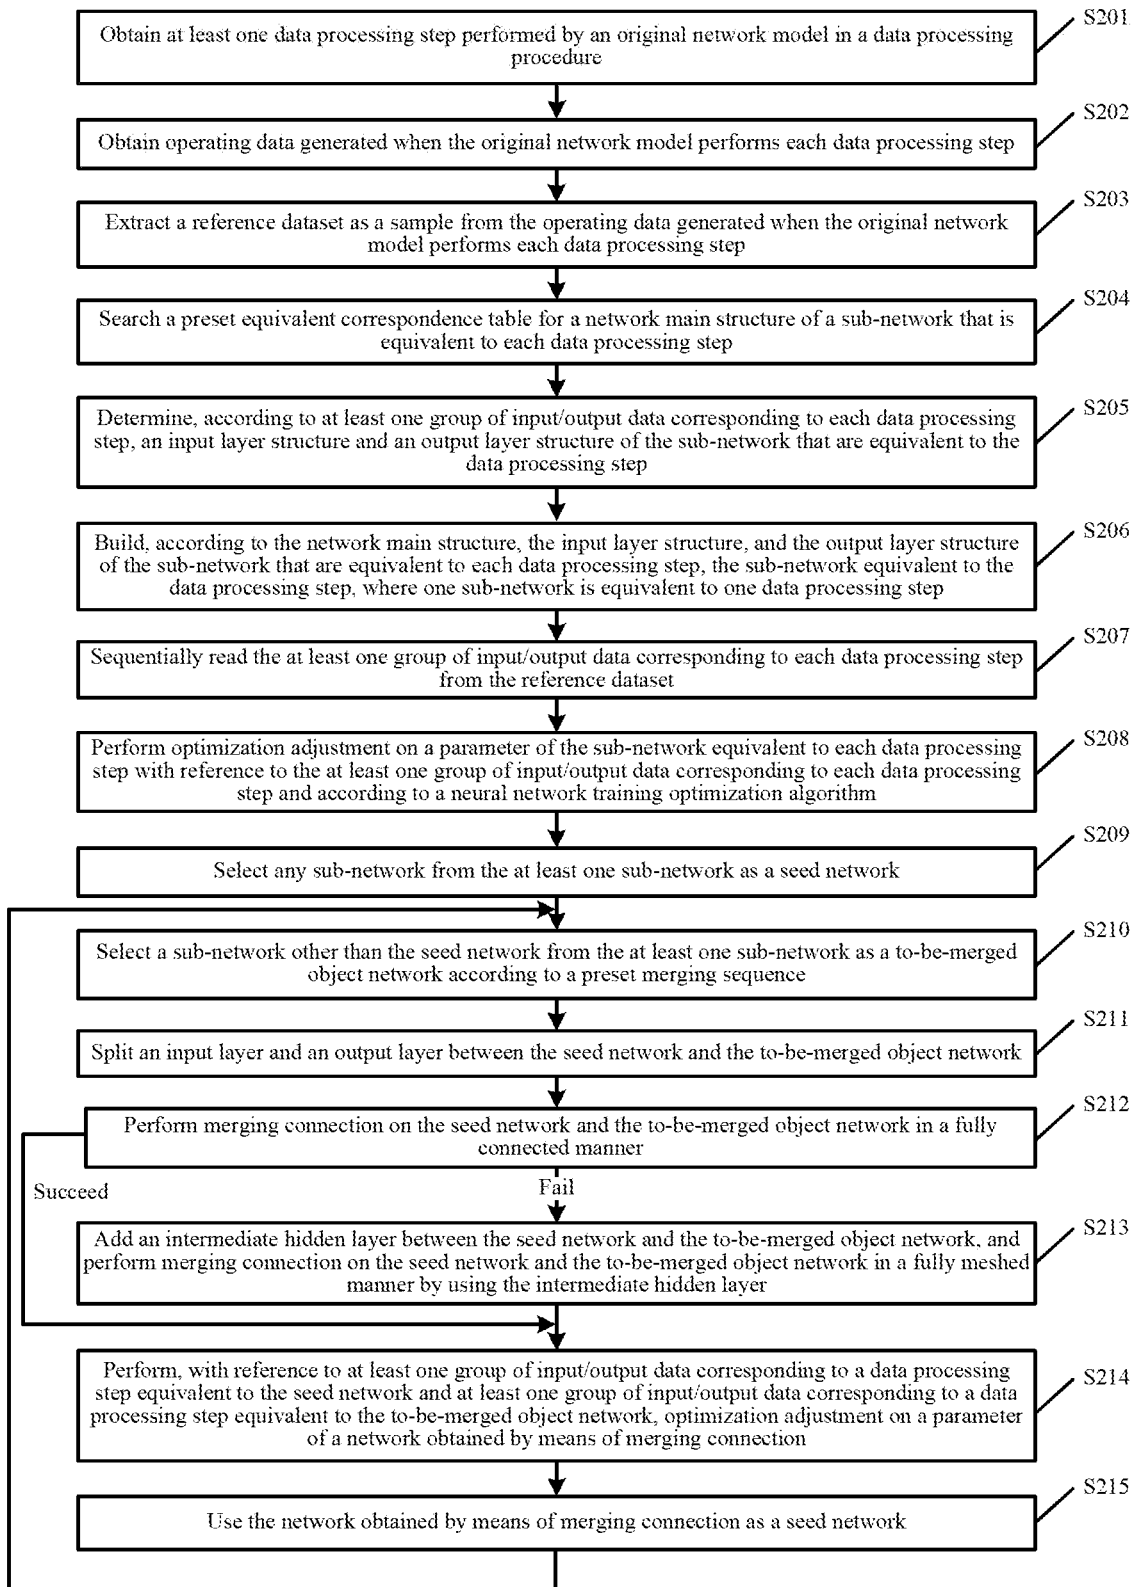 S201
Obtain at least one data processing step performed by an original network model in a data processing
procedure
S202
Obtain operating data generated when the original network model performs each data processing step
S203
Extract a reference dataset as a sample from the operating data generated when the original network
model performs each data processing step
S204
Search a preset equivalent correspondence table for a network main structure of a sub-network that is
equivalent to each data processing step
S205
Determine, according to at least one group of input/output data corresponding to each data processing
step, an input layer structure and an output layer structure of the sub-network that are equivalent to the
data processing step
S206
Build, according to the network main structure, the input layer structure, and the output layer structure
of the sub-network that are equivalent to each data processing step, the sub-network equivalent to the
data processing step, where one sub-network is equivalent to one data processing step
S207
Sequentially read the at least one group of input/output data corresponding to each data processing step
from the reference dataset
S208
Perform optimization adjustment on a parameter of the sub-network equivalent to each data processing
step with reference to the at least one group of input/output data corresponding to each data processing
step and according to a neural network training optimization algorithm
S209
Select any sub-network from the at least one sub-network as a seed network
S210
Select a sub-network other than the seed network from the at least one sub-network as a to-be-merged
object network according to a preset merging sequence
S211
Split an input layer and an output layer between the seed network and the to-be-merged object network
S212
Perform merging connection on the seed network and the to-be-merged object network in a fully
connected manner
Succeed
Fail
S213
Add an intermediate hidden layer between the seed network and the to-be-merged object network, and
perform merging connection on the seed network and the to-be-merged object network in a fully meshed
manner by using the intermediate hidden layer
S214
Perform, with reference to at least one group of input/output data corresponding to a data processing
step equivalent to the seed network and at least one group of input/output data corresponding to a data
processing step equivalent to the to-be-merged object network, optimization adjustment on a parameter
of a network obtained by means of merging connection
S215
Use the network obtained by means of merging connection as a seed network